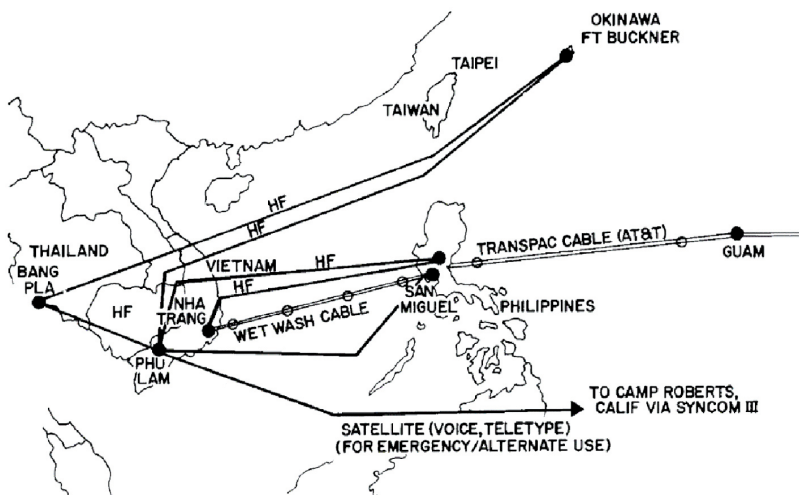 OKINAWA
FT BUCKNER
TAIPEI
TAIWAN
HF
HF
TRANSPAC CABLE (AT&T)
GUAM
THAILAND
BANG
PLA
VIETNAM
HF
HF
HF
NHA
TRANG
WET WASH CABLE
SAN
MIGUEL
PHILIPPINES
PHU
LAM
TO CAMP ROBERTS,
CALIF VIA SYNCOM III
SATELLITE (VOICE, TELETYPE)
(FOR EMERGENCY/ALTERNATE USE)